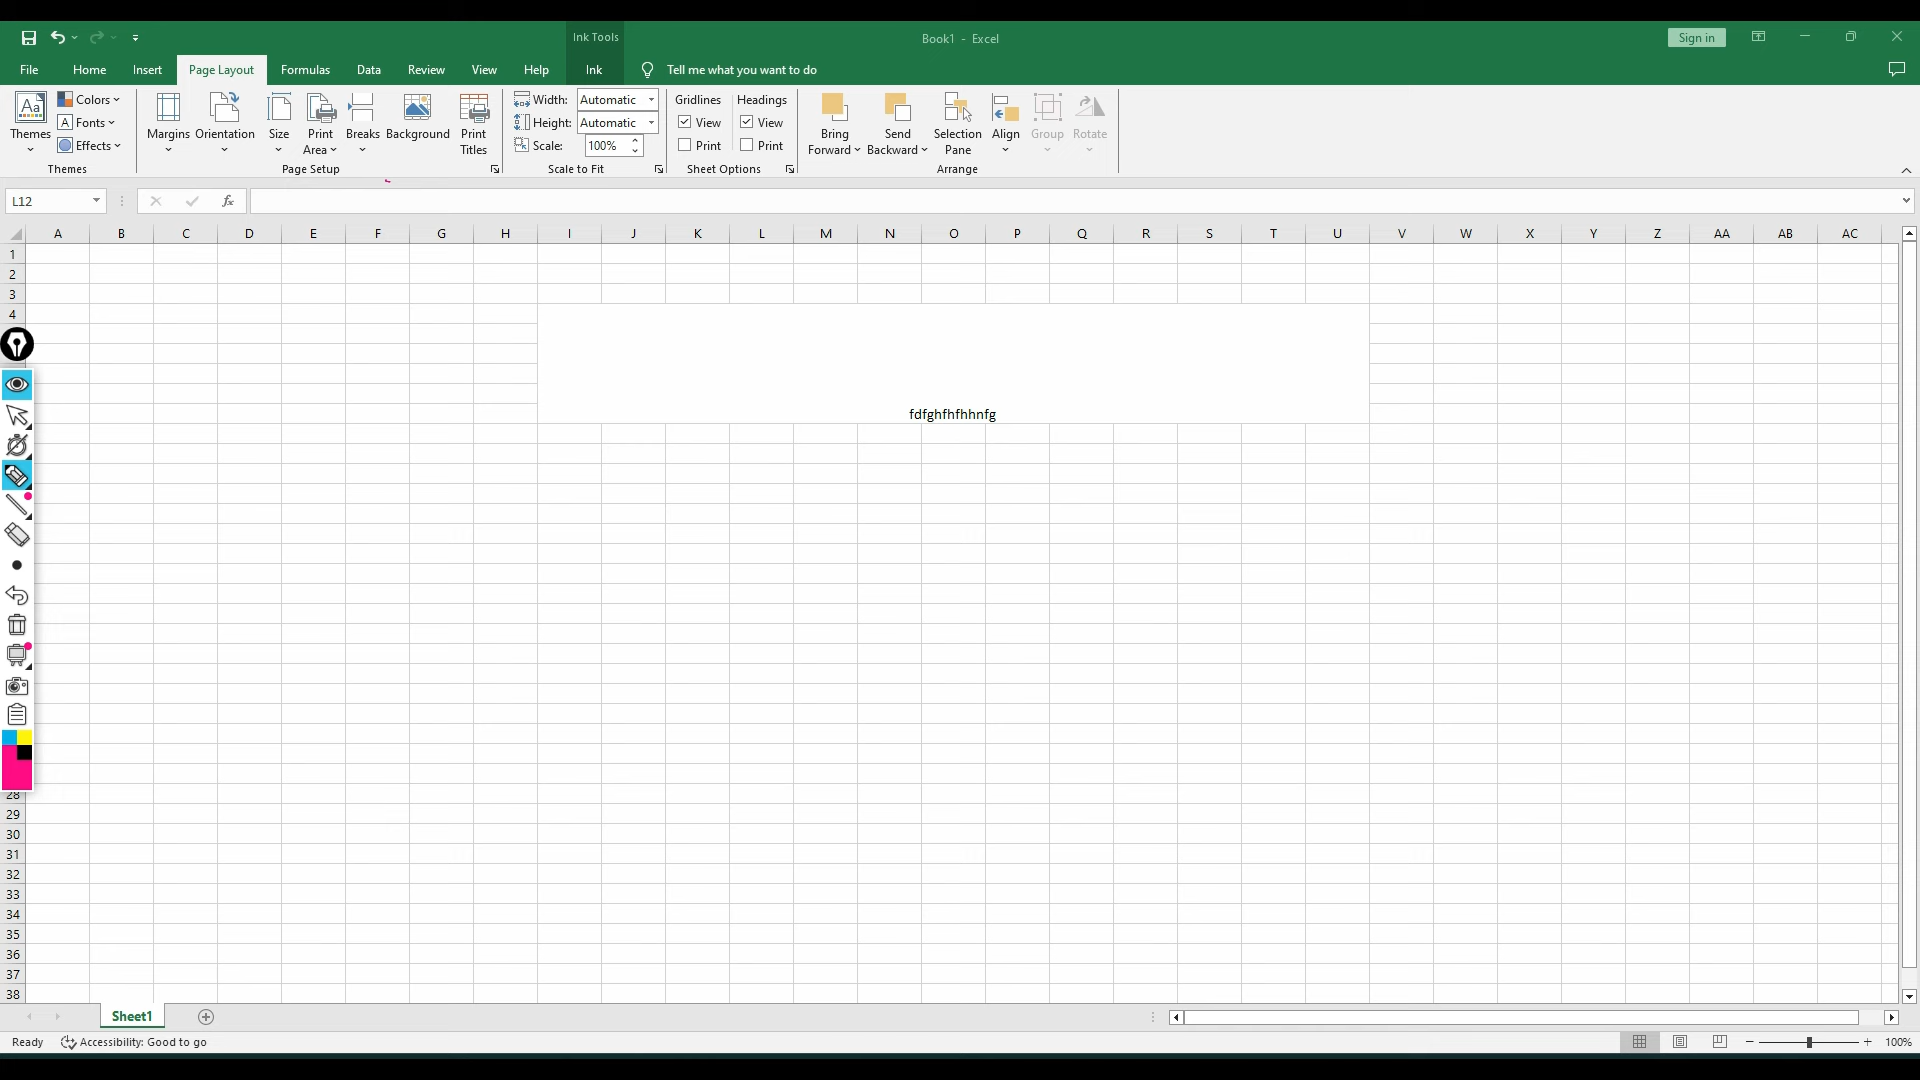 Ink Tools
Book1 - Excel
Sign in
File Home Insert Page Layout Formulas Data Review View Help Ink Tell me what you want to do
Themes
Colors
Fonts
Effects
Themes
Margins
Orientation
Size
Print Area
Breaks
Background
Print Titles
Page Setup
Width: Automatic
Height: Automatic
Scale: 100%
Scale to Fit
Gridlines
View
Print
Headings
View
Print
Sheet Options
Bring Forward
Send Backward
Selection Pane
Align
Group
Rotate
Arrange
L12
fx
A B C D E F G H I J K L M N O P Q R S T U V W X Y Z AA AB AC
1
2
3
4
fdfghfhfhhnfg
28
29
30
31
32
33
34
35
36
37
38
Sheet1
Ready Accessibility: Good to go 100%